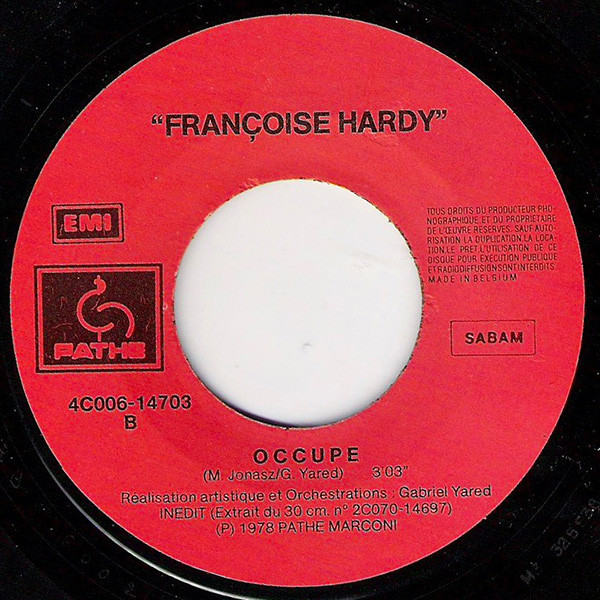 "FRANÇOISE HARDY"
EMI
TOUS DROITS DU PRODUCTEUR PHO-
NOGRAPHIQUE ET DU PROPRIETAIRE
DE L'ŒUVRE RESERVES. SAUF AUTO-
RISATION LA DUPLICATION, LA LOCA-
TION, LE PRET, L'UTILISATION DE CE
DISQUE POUR EXECUTION PUBLIQUE
ET RADIODIFFUSION SONT INTERDITS.
MADE IN BELGIUM
PATHE
SABAM
4C006-14703
B
OCCUPE
(M. Jonasz/G. Yared) 3'03"
Réalisation artistique et Orchestrations : Gabriel Yared
INEDIT (Extrait du 30 cm. n° 2C070-14697)
(P) 1978 PATHE MARCONI